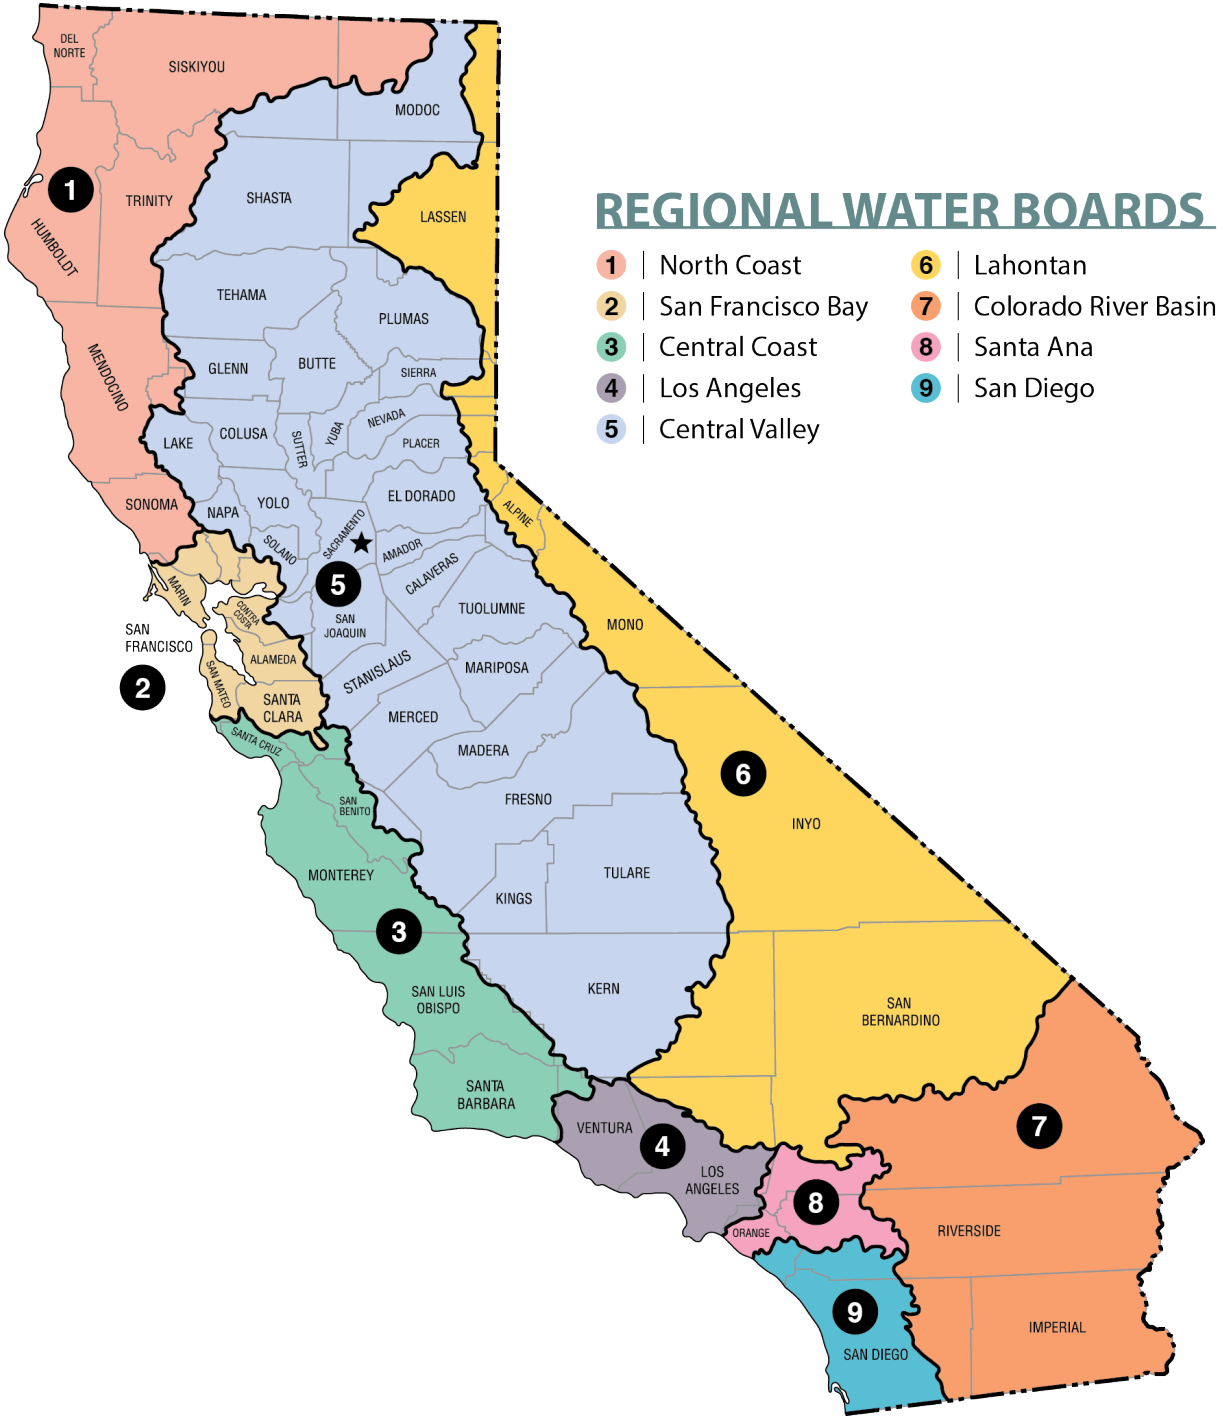 REGIONAL WATER BOARDS
1 | North Coast
2 | San Francisco Bay
3 | Central Coast
4 | Los Angeles
5 | Central Valley
6 | Lahontan
7 | Colorado River Basin
8 | Santa Ana
9 | San Diego
DEL
NORTE
SISKIYOU
MODOC
1
HUMBOLDT
TRINITY
SHASTA
LASSEN
TEHAMA
PLUMAS
MENDOCINO
GLENN
BUTTE
SIERRA
LAKE
COLUSA
SUTTER
YUBA
NEVADA
PLACER
SONOMA
NAPA
YOLO
EL DORADO
ALPINE
SOLANO
SACRAMENTO
AMADOR
CALAVERAS
5
MARIN
CONTRA
COSTA
SAN
JOAQUIN
TUOLUMNE
MONO
SAN
FRANCISCO
2
SAN MATEO
ALAMEDA
STANISLAUS
MARIPOSA
SANTA
CLARA
MERCED
SANTA CRUZ
MADERA
6
SAN
BENITO
FRESNO
INYO
MONTEREY
KINGS
TULARE
3
SAN LUIS
OBISPO
KERN
SAN
BERNARDINO
SANTA
BARBARA
VENTURA
4
LOS
ANGELES
7
8
ORANGE
RIVERSIDE
9
SAN DIEGO
IMPERIAL